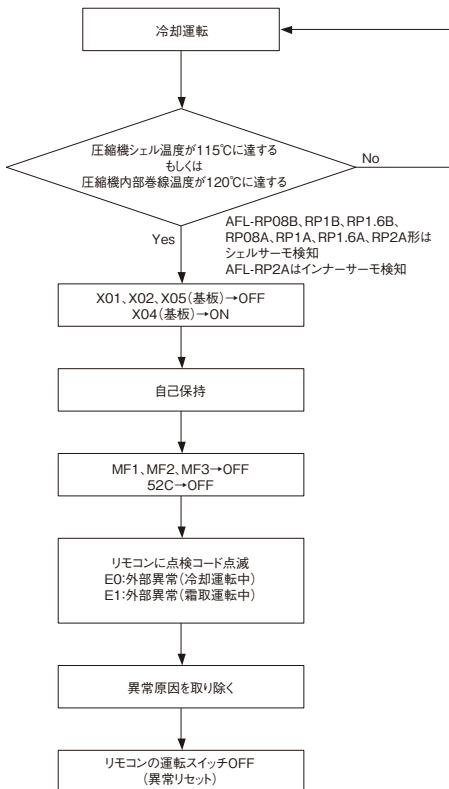 冷却運転
圧縮機シェル温度が115℃に達する
もしくは
圧縮機内部巻線温度が120℃に達する
No
Yes
AFL-RP08B、RP1B、RP1.6B、
RP08A、RP1A、RP1.6A、RP2A形は
シェルサーモ検知
AFL-RP2Aはインナーサーモ検知
X01、X02、X05(基板)→OFF
X04(基板)→ON
自己保持
MF1、MF2、MF3→OFF
52C→OFF
リモコンに点検コード点滅
E0:外部異常(冷却運転中)
E1:外部異常(霜取運転中)
異常原因を取り除く
リモコンの運転スイッチOFF
(異常リセット)